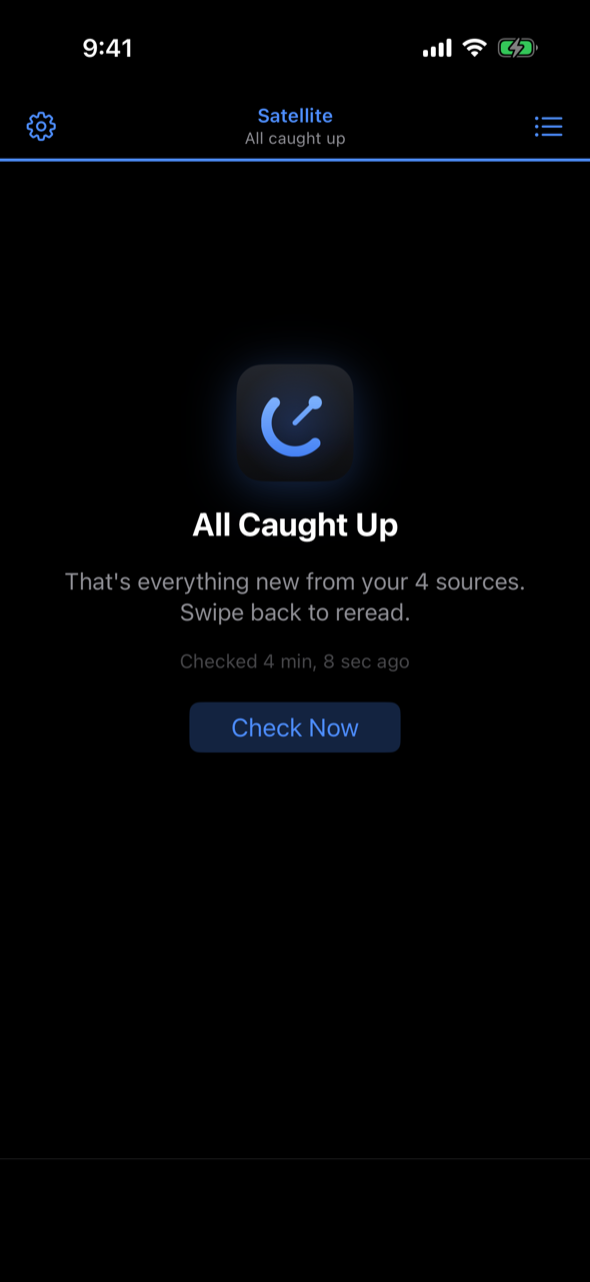 9:41
Satellite
All caught up
All Caught Up
That's everything new from your 4 sources.
Swipe back to reread.
Checked 4 min, 8 sec ago
Check Now